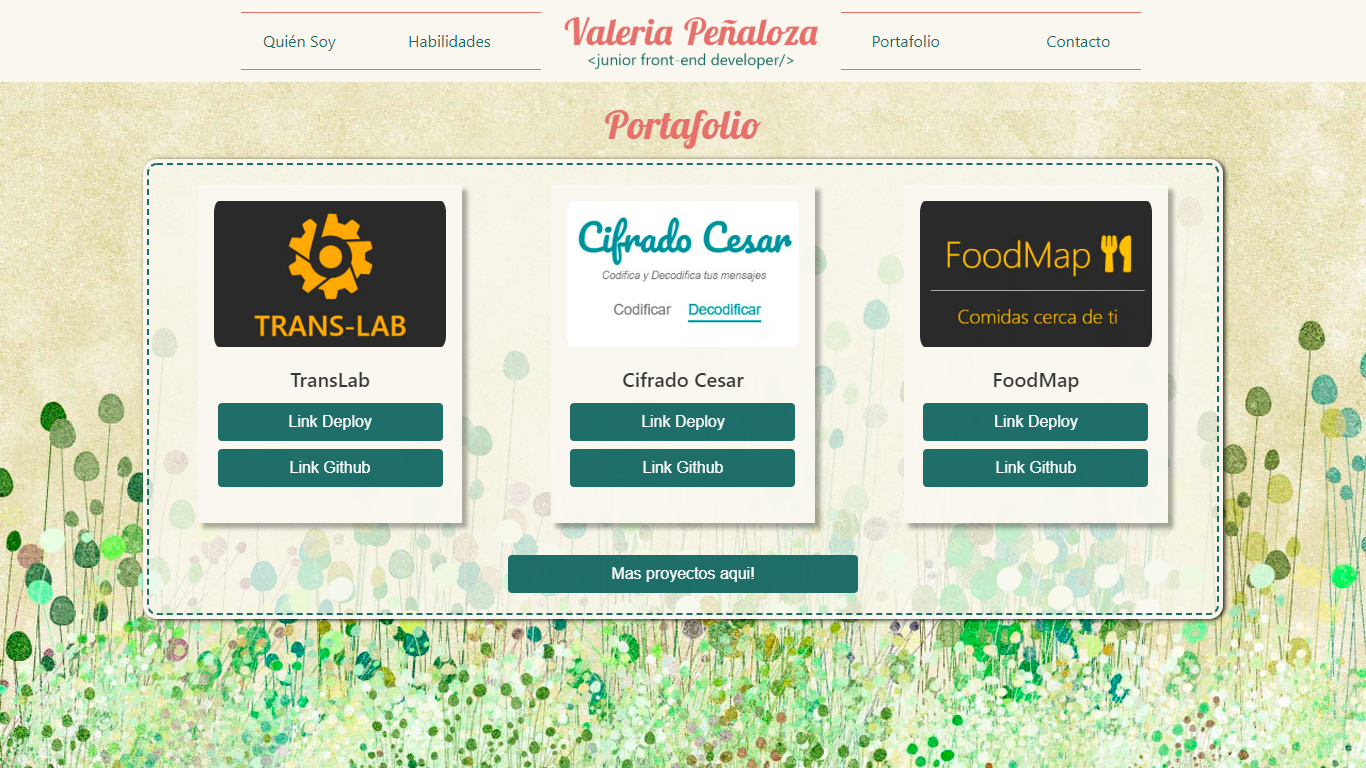 Quién Soy
Habilidades
Valeria Peñaloza
<junior front-end developer/>
Portafolio
Contacto
Portafolio
TRANS-LAB
TransLab
Link Deploy
Link Github
Cifrado Cesar
Codifica y Decodifica tus mensajes
Codificar Decodificar
Cifrado Cesar
Link Deploy
Link Github
FoodMap
Comidas cerca de ti
FoodMap
Link Deploy
Link Github
Mas proyectos aqui!